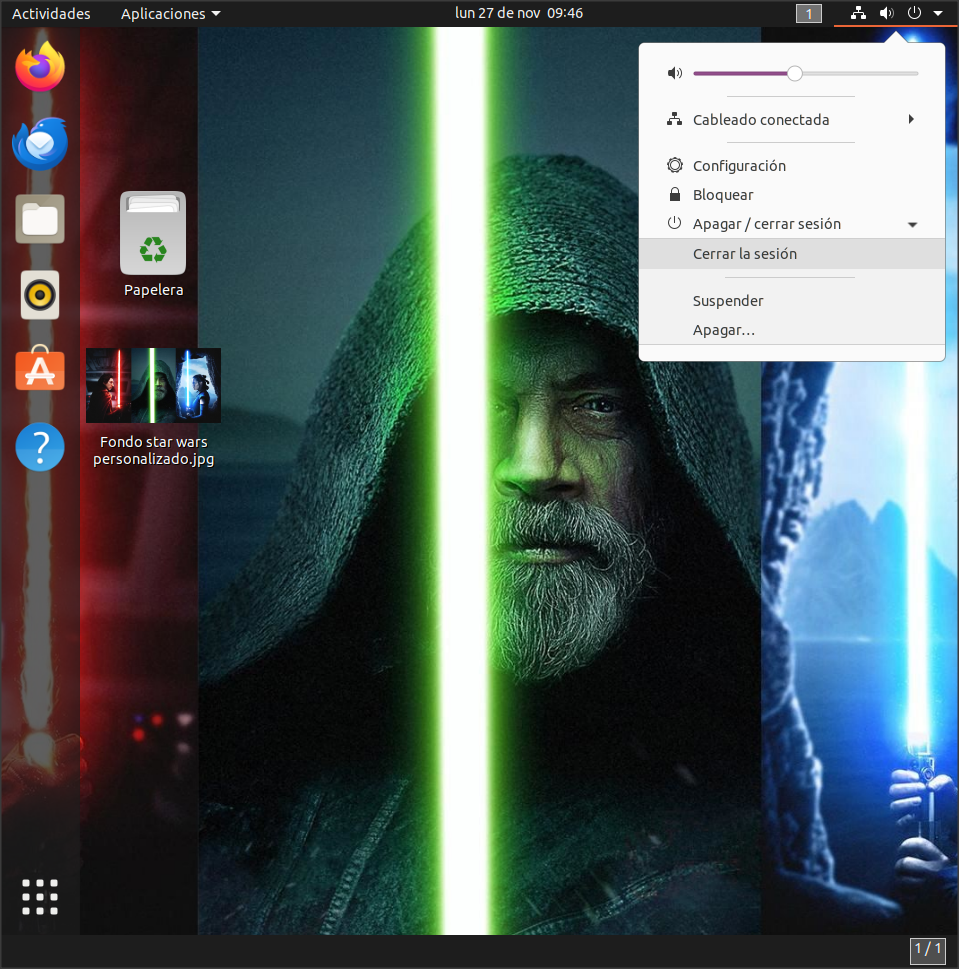 Actividades
Aplicaciones
lun 27 de nov 09:46
1
Cableado conectada
Configuración
Bloquear
Apagar / cerrar sesión
Cerrar la sesión
Suspender
Apagar…
Papelera
Fondo star wars
personalizado.jpg
?
1 / 1